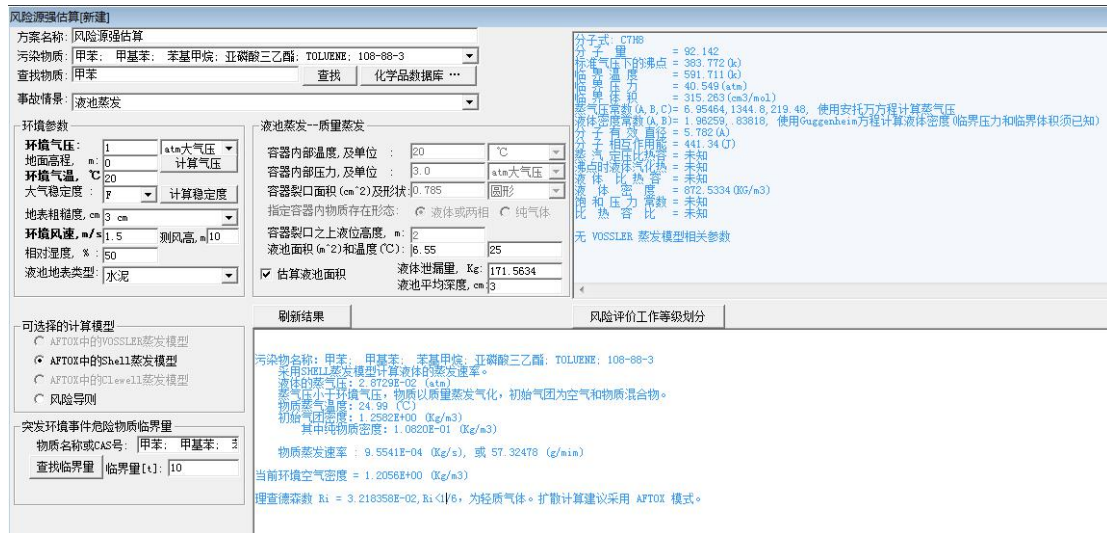 风险源强估算[新建]
方案名称: 风险源强估算
污染物质: 甲苯; 甲基苯; 苯基甲烷; 亚磷酸三乙酯; TOLUENE; 108-88-3
查找物质: 甲苯 查找 化学品数据库 …
事故情景: 液池蒸发
环境参数
环境气压: 1 atm大气压
地面高程, m: 0 计算气压
环境气温, ℃ 20
大气稳定度 : F 计算稳定度
地表粗糙度, cm 3 cm
环境风速, m/s 1.5 测风高, m 10
相对湿度, % : 50
液池地表类型: 水泥
液池蒸发--质量蒸发
容器内部温度, 及单位 : 20 ℃
容器内部压力, 及单位 : 3.0 atm大气压
容器裂口面积(cm^2)及形状: 0.785 圆形
指定容器内物质存在形态: 液体或两相 纯气体
容器裂口之上液位高度, m: 2
液池面积(m^2)和温度(℃): 6.55 25
估算液池面积 液体泄漏量, Kg: 171.5634
液池平均深度, cm: 3
分子式: C7H8
分 子 量 = 92.142
标准气压下的沸点 = 383.772(k)
临 界 温 度 = 591.711(k)
临 界 压 力 = 40.549(atm)
临 界 体 积 = 315.263(cm3/mol)
蒸气压常数(A,B,C)= 6.95464,1344.8,219.48, 使用安托万方程计算蒸气压
液体密度常数(A,B)= 1.96259,.83818, 使用Guggenheim方程计算液体密度(临界压力和临界体积须已知)
分 子 有 效 直径 = 5.782(A)
分 子 相互作用能 = 441.34(J)
蒸 汽 定压比热容 = 未知
沸点时液体汽化热 = 未知
液 体 比 热 容 = 未知
液 体 密 度 = 872.5334(KG/m3)
饱 和 压 力 常数 = 未知
比 热 容 比 = 未知
无 VOSSLER 蒸发模型相关参数
刷新结果 风险评价工作等级划分
可选择的计算模型
AFTOX中的VOSSLER蒸发模型
AFTOX中的Shell蒸发模型
AFTOX中的Clewell蒸发模型
风险导则
突发环境事件危险物质临界量
物质名称或CAS号: 甲苯; 甲基苯;
查找临界量 临界量[t]: 10
污染物名称: 甲苯; 甲基苯; 苯基甲烷; 亚磷酸三乙酯; TOLUENE; 108-88-3
采用SHELL蒸发模型计算液体的蒸发速率。
液体的蒸气压: 2.8729E-02 (atm)
蒸气压小于环境气压, 物质以质量蒸发气化, 初始气团为空气和物质混合物。
物质蒸气温度: 24.99 (℃)
初始气团密度: 1.2582E+00 (Kg/m3)
其中纯物质密度: 1.0820E-01 (Kg/m3)
物质蒸发速率 : 9.5541E-04 (Kg/s), 或 57.32478 (g/min)
当前环境空气密度 = 1.2056E+00 (Kg/m3)
理查德森数 Ri = 3.218358E-02, Ri<1/6, 为轻质气体。扩散计算建议采用 AFTOX 模式。